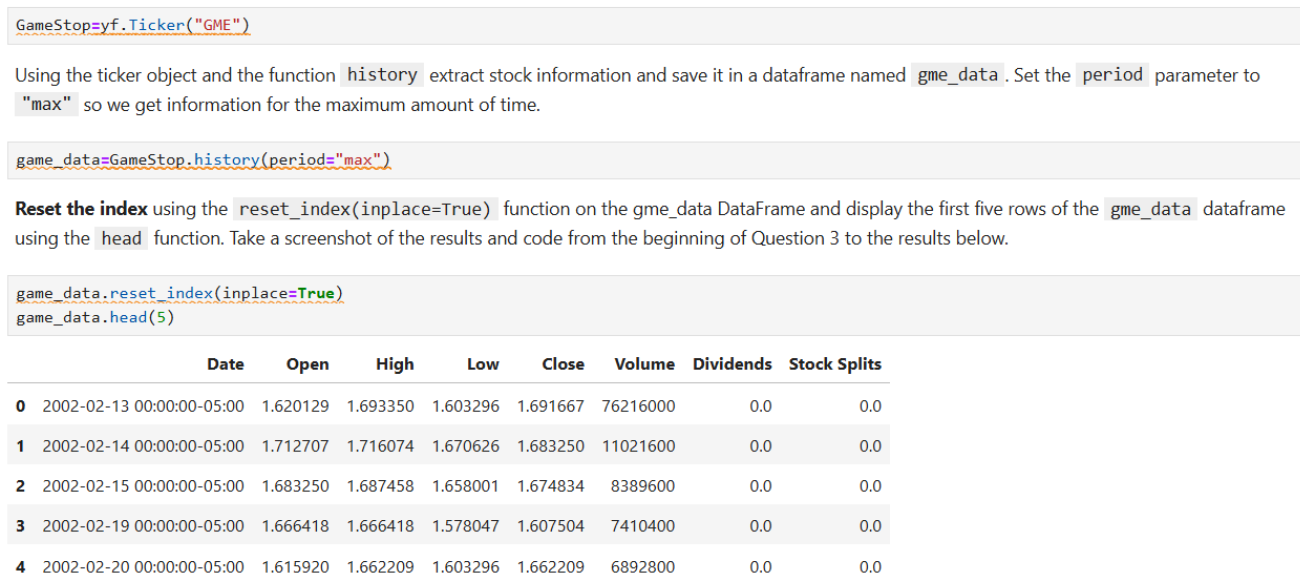 GameStop=yf.Ticker("GME")
Using the ticker object and the function history extract stock information and save it in a dataframe named gme_data . Set the period parameter to
"max" so we get information for the maximum amount of time.
game_data=GameStop.history(period="max")
Reset the index using the reset_index(inplace=True) function on the gme_data DataFrame and display the first five rows of the gme_data dataframe
using the head function. Take a screenshot of the results and code from the beginning of Question 3 to the results below.
game_data.reset_index(inplace=True)
game_data.head(5)
Date Open High Low Close Volume Dividends Stock Splits
0 2002-02-13 00:00:00-05:00 1.620129 1.693350 1.603296 1.691667 76216000 0.0 0.0
1 2002-02-14 00:00:00-05:00 1.712707 1.716074 1.670626 1.683250 11021600 0.0 0.0
2 2002-02-15 00:00:00-05:00 1.683250 1.687458 1.658001 1.674834 8389600 0.0 0.0
3 2002-02-19 00:00:00-05:00 1.666418 1.666418 1.578047 1.607504 7410400 0.0 0.0
4 2002-02-20 00:00:00-05:00 1.615920 1.662209 1.603296 1.662209 6892800 0.0 0.0